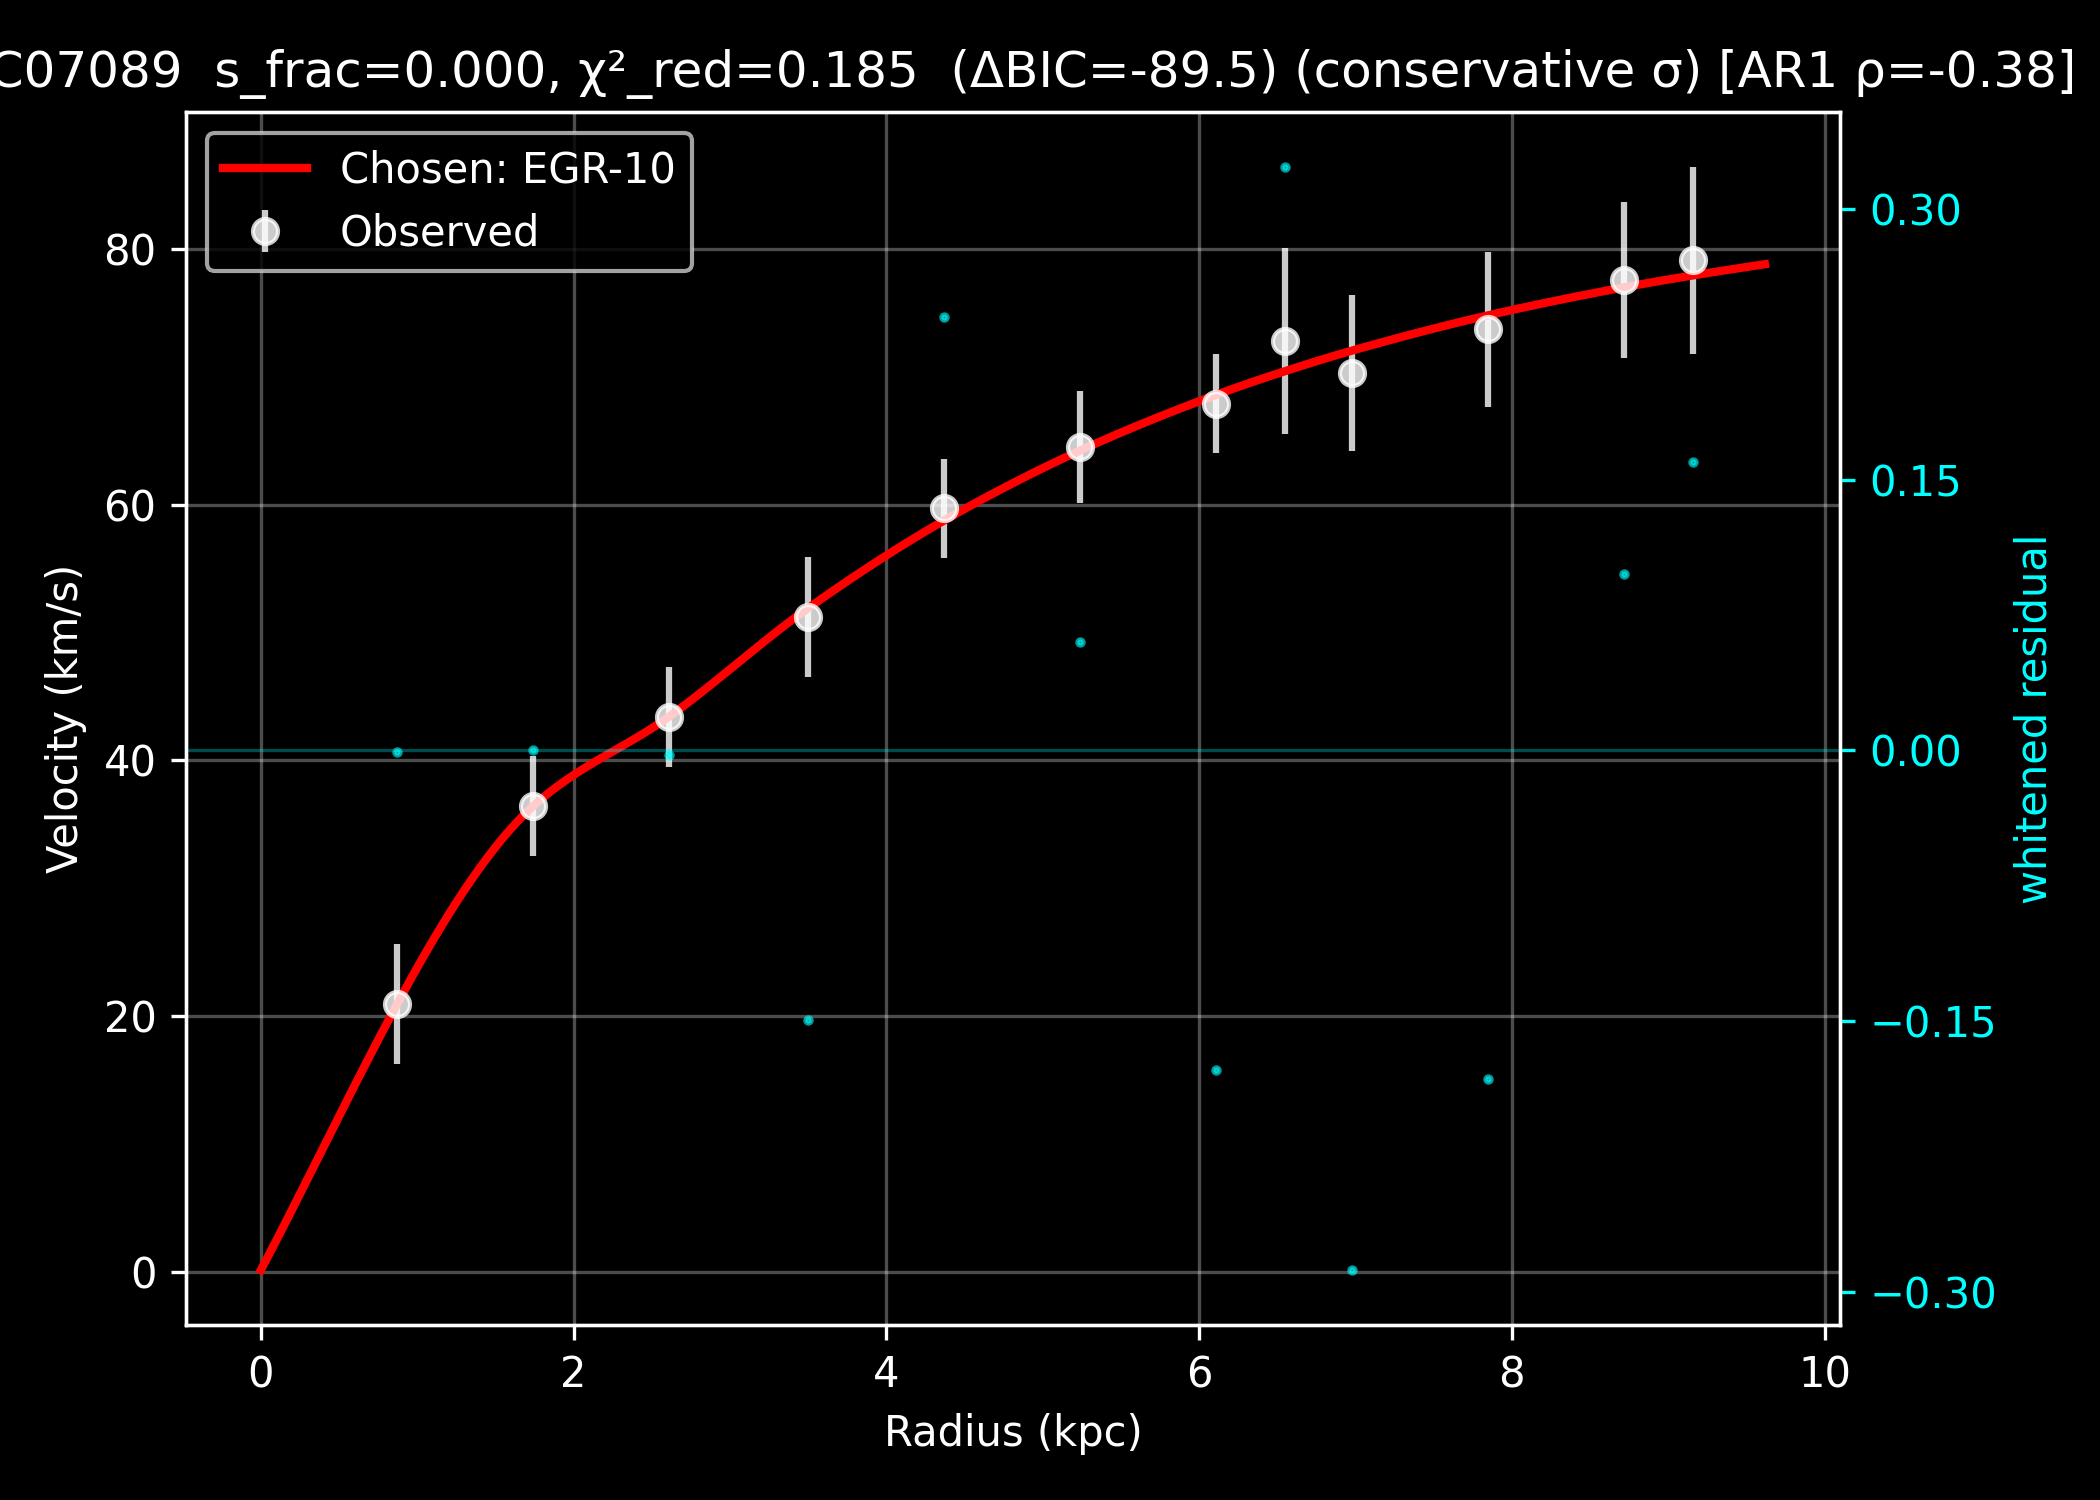 C07089 s_frac=0.000, χ²_red=0.185 (ΔBIC=-89.5) (conservative σ) [AR1 ρ=-0.38]
Chosen: EGR-10
Observed
Velocity (km/s)
80
60
40
20
0
0.30
0.15
0.00
−0.15
−0.30
whitened residual
0 2 4 6 8 10
Radius (kpc)